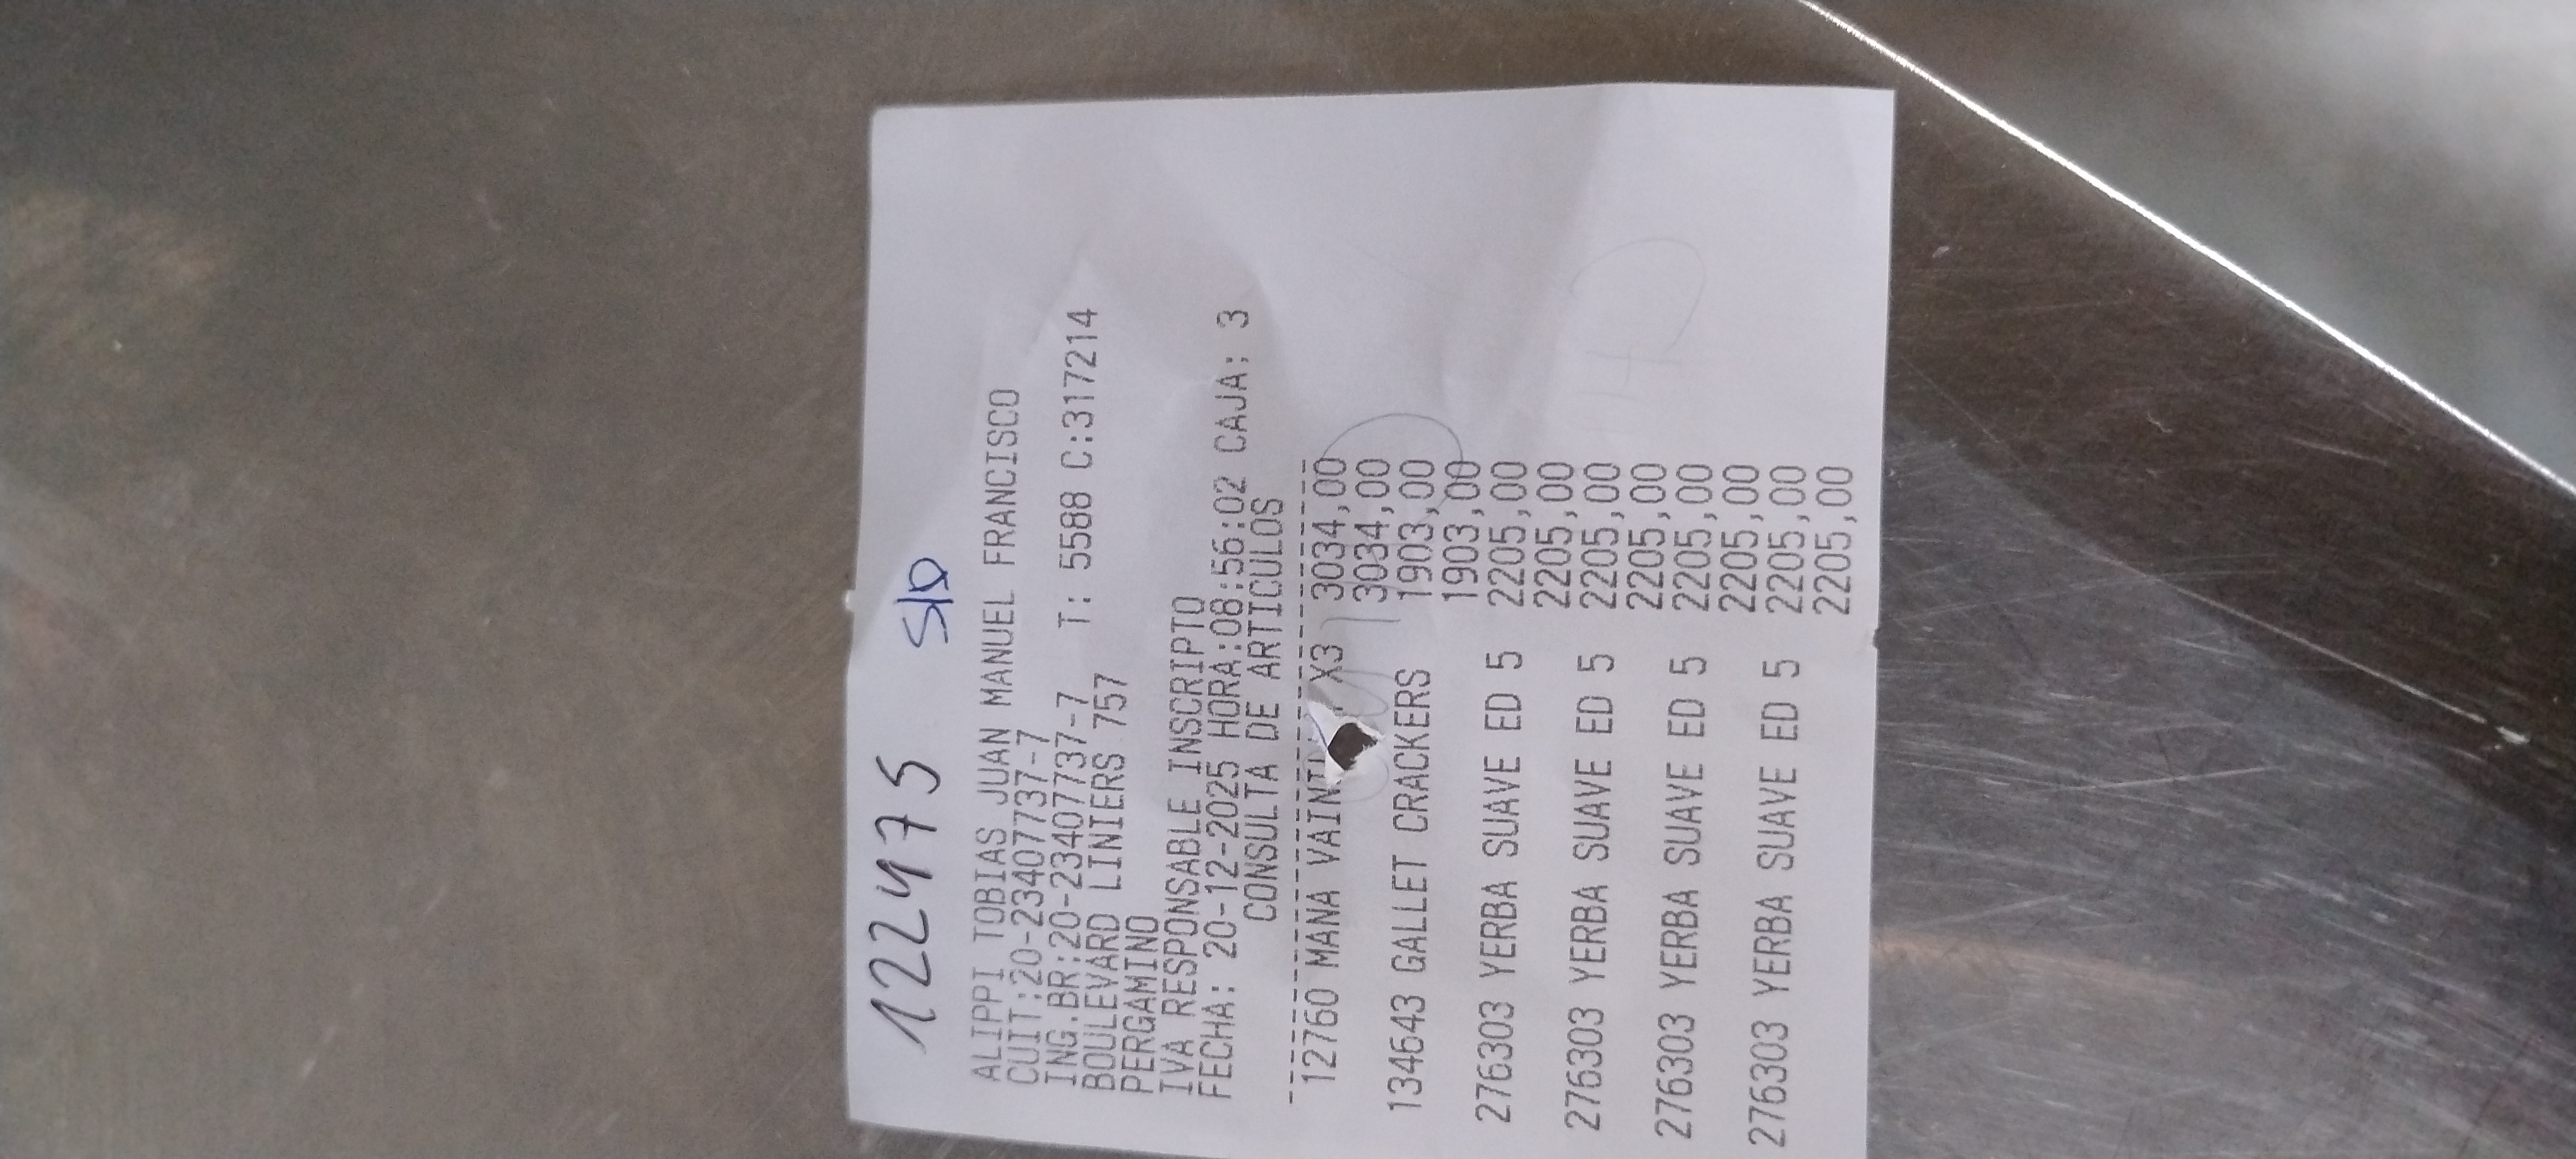 122475 S/D
ALIPPI TOBIAS JUAN MANUEL FRANCISCO
CUIT:20-23407737-7
ING.BR:20-23407737-7 T: 5588 C:317214
BOULEVARD LINIERS 757
PERGAMINO
IVA RESPONSABLE INSCRIPTO
FECHA: 20-12-2025 HORA:08:56:02 CAJA: 3
CONSULTA DE ARTICULOS
12760 MANA X3 3034,00
3034,00
134643 GALLET CRACKERS 1903,00
1903,00
276303 YERBA SUAVE ED 5 2205,00
2205,00
276303 YERBA SUAVE ED 5 2205,00
2205,00
276303 YERBA SUAVE ED 5 2205,00
2205,00
276303 YERBA SUAVE ED 5 2205,00
2205,00